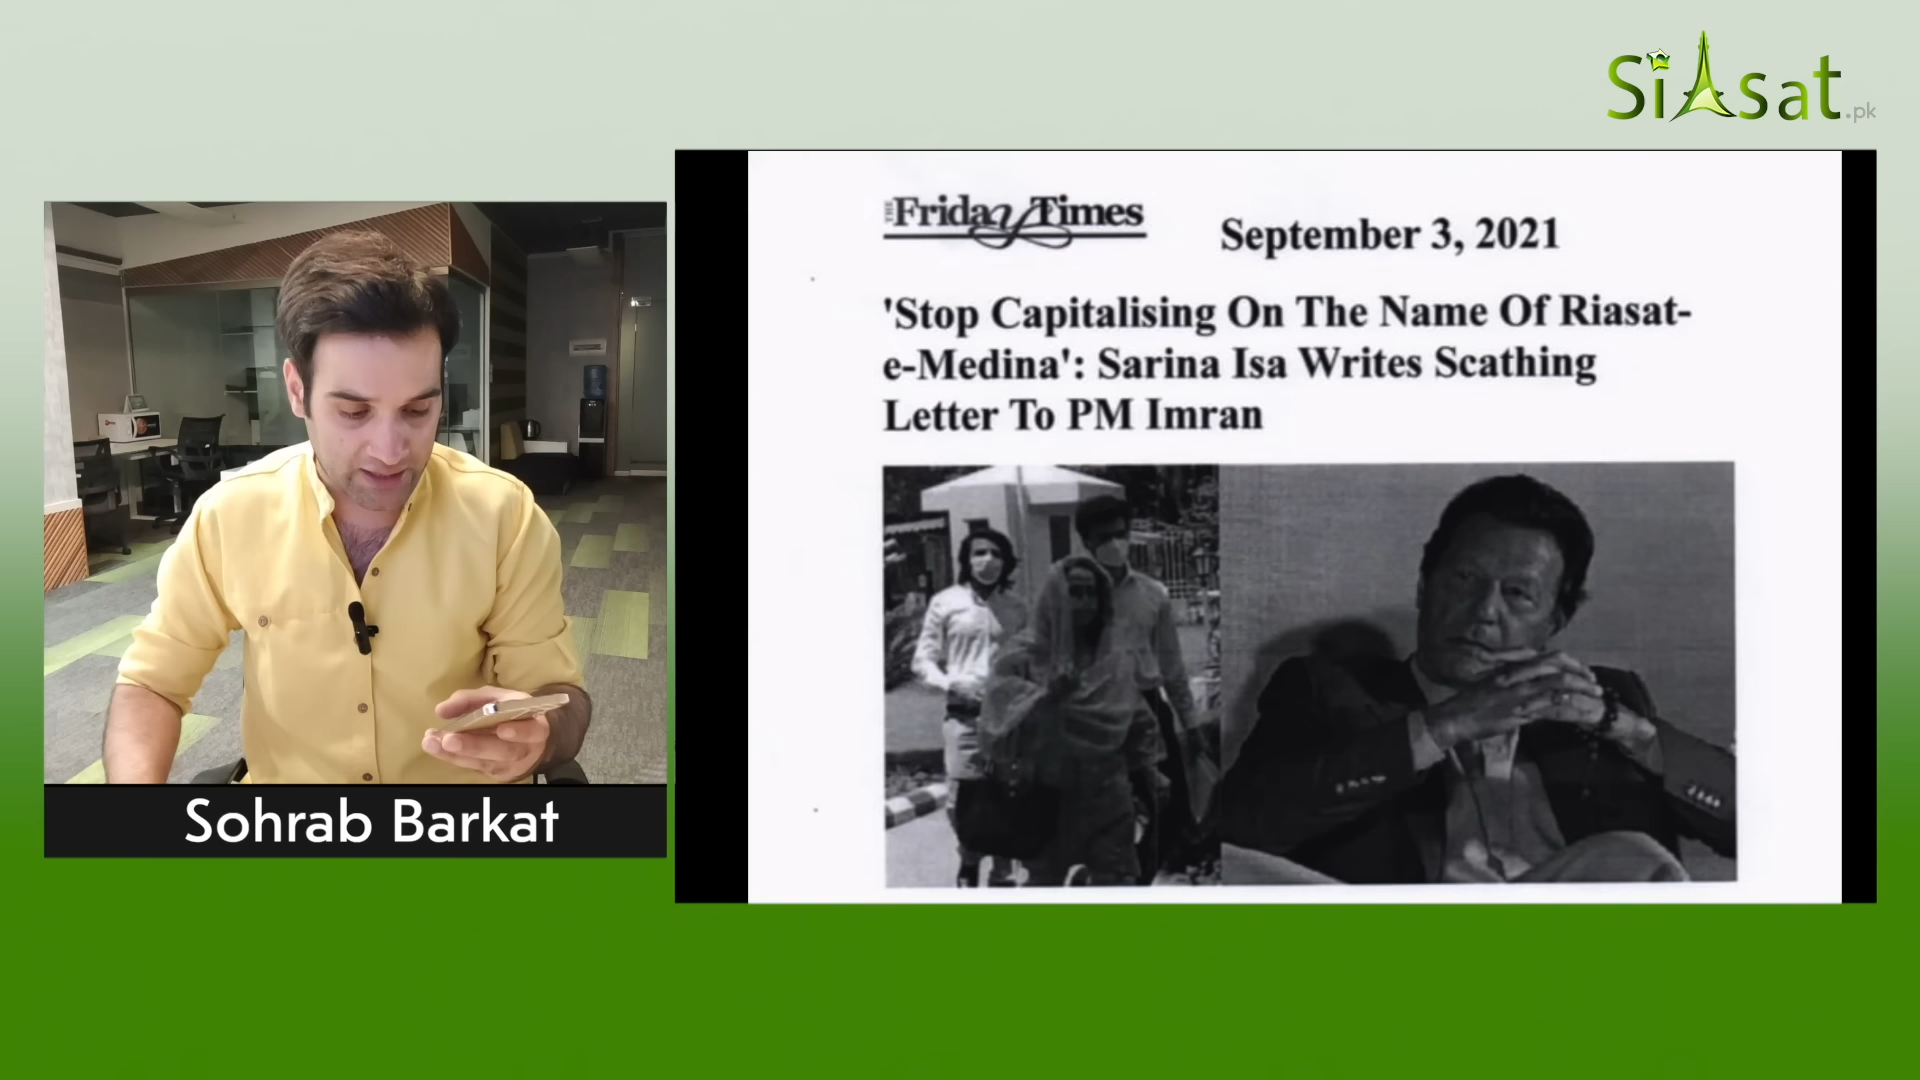 SiAsat.pk
THE Friday Times
September 3, 2021
'Stop Capitalising On The Name Of Riasat-
e-Medina': Sarina Isa Writes Scathing
Letter To PM Imran
Sohrab Barkat